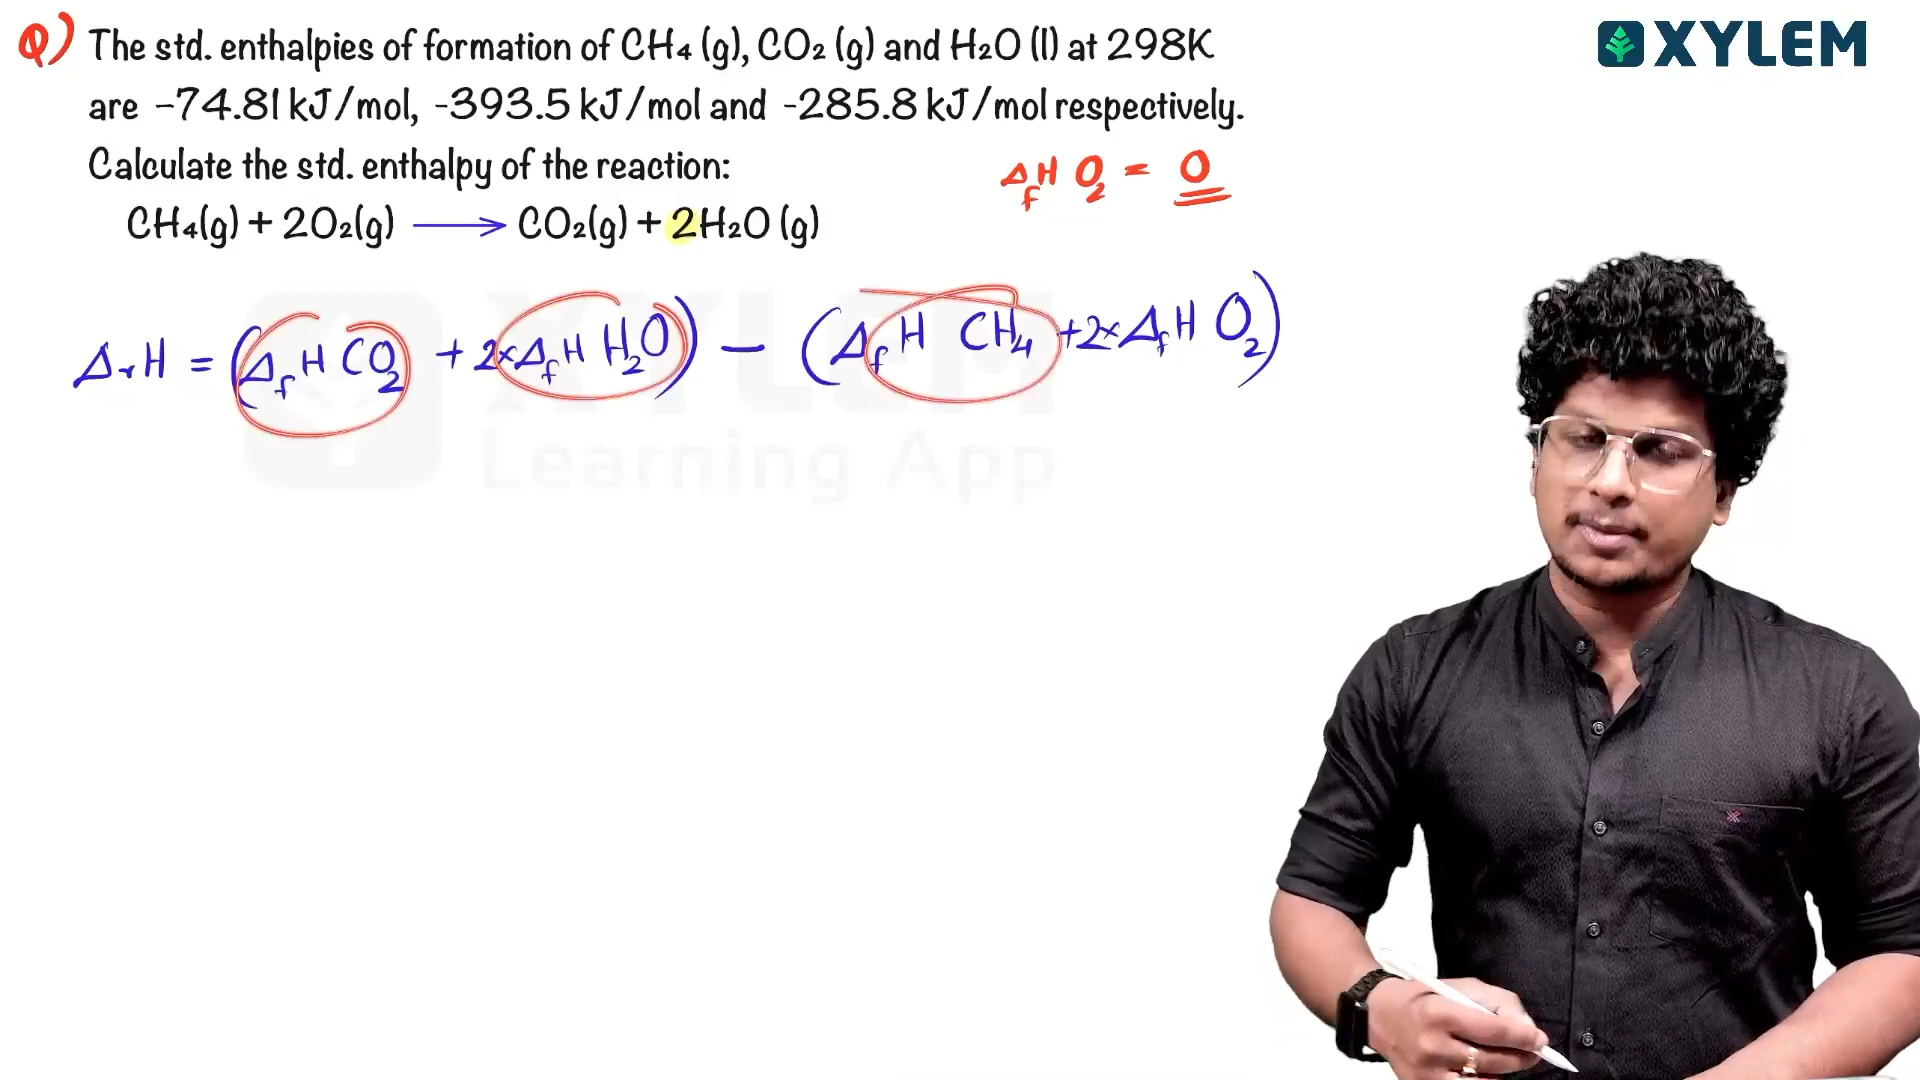 Q) The std. enthalpies of formation of CH₄ (g), CO₂ (g) and H₂O (l) at 298K
XYLEM
are -74.81 kJ/mol, -393.5 kJ/mol and -285.8 kJ/mol respectively.
Calculate the std. enthalpy of the reaction:
ΔfH O₂ = 0
CH₄(g) + 2O₂(g) ⟶ CO₂(g) + 2H₂O (g)
ΔrH = (ΔfH CO₂ + 2×ΔfH H₂O) − (ΔfH CH₄ + 2×ΔfH O₂)
XYLEM
Learning App